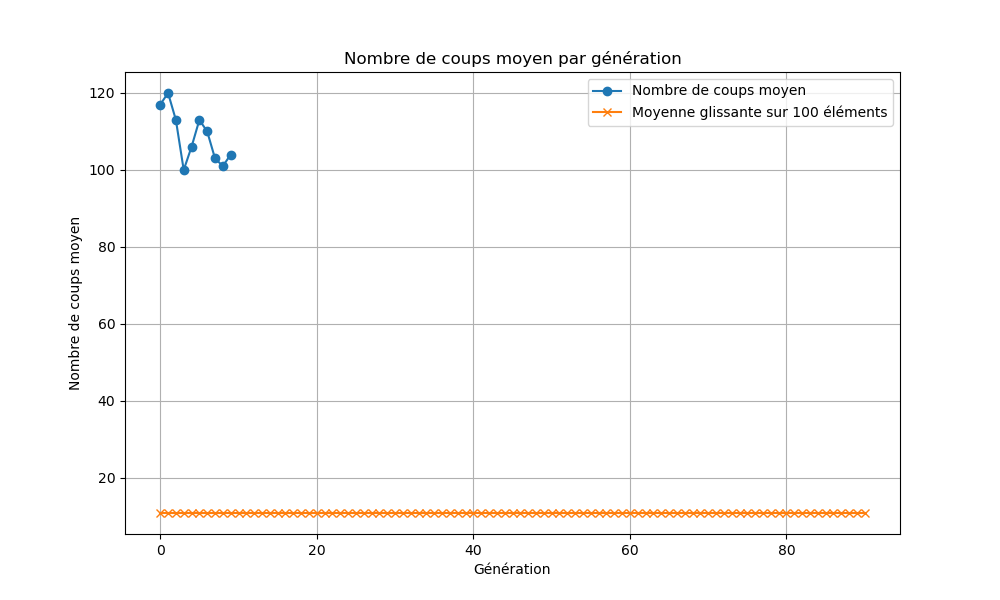 Nombre de coups moyen par génération
Nombre de coups moyen
Moyenne glissante sur 100 éléments
120
100
80
60
40
20
Nombre de coups moyen
0
20
40
60
80
Génération